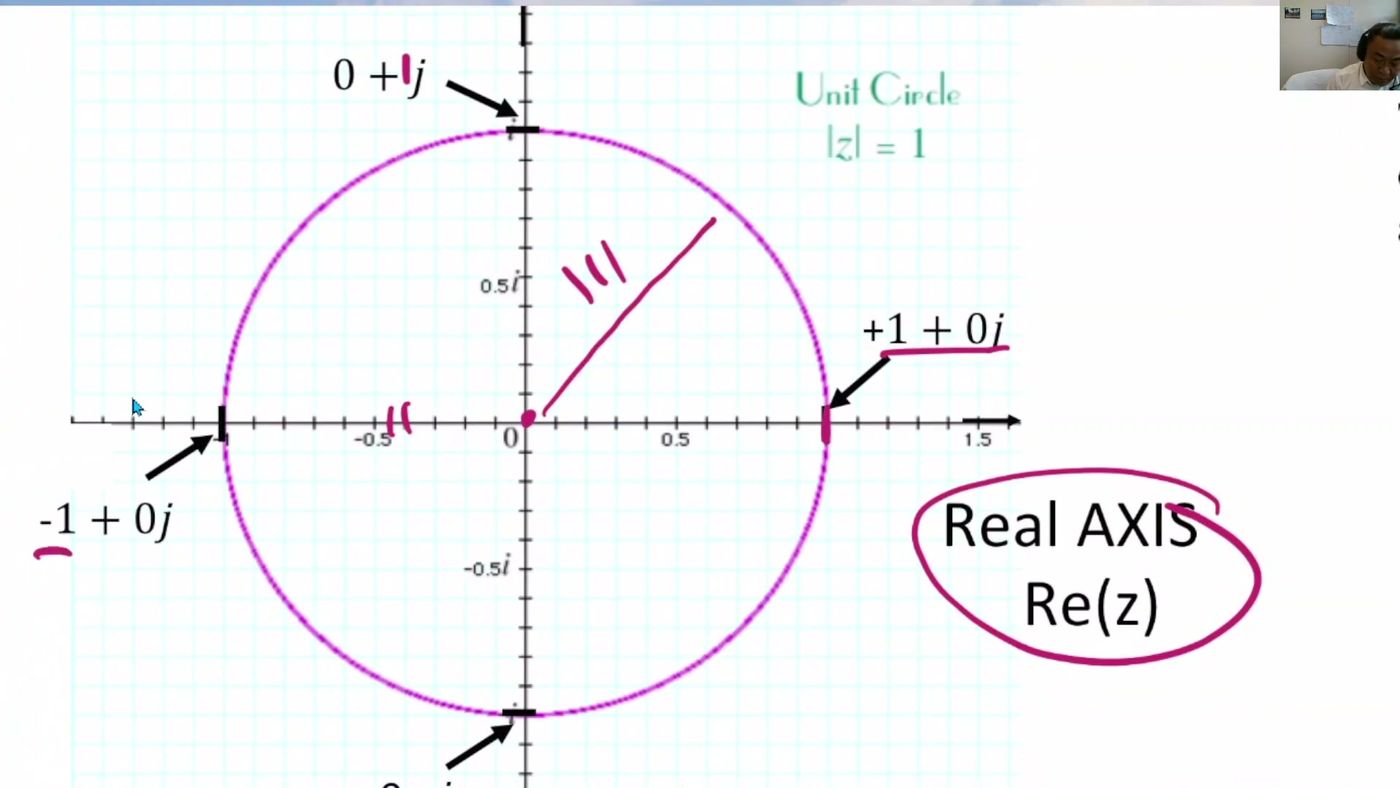 0 + 1j
Unit Circle
|z| = 1
0.5i
+1 + 0j
-0.5
0
0.5
1.5
-1 + 0j
Real AXIS
Re(z)
-0.5i